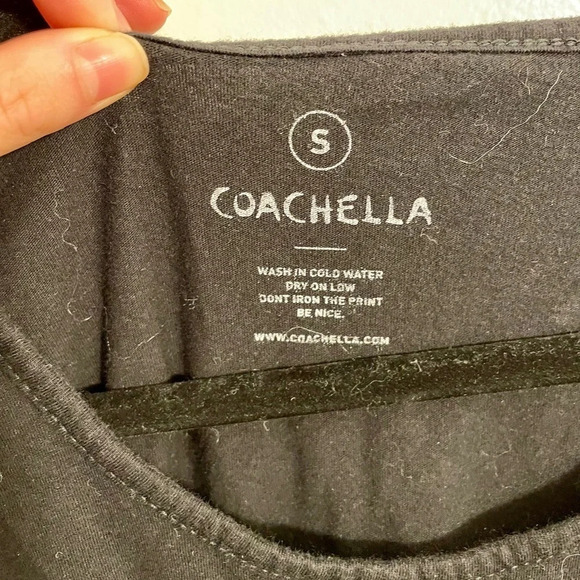 S
COACHELLA
WASH IN COLD WATER
DRY ON LOW
DONT IRON THE PRINT
BE NICE.
WWW.COACHELLA.COM